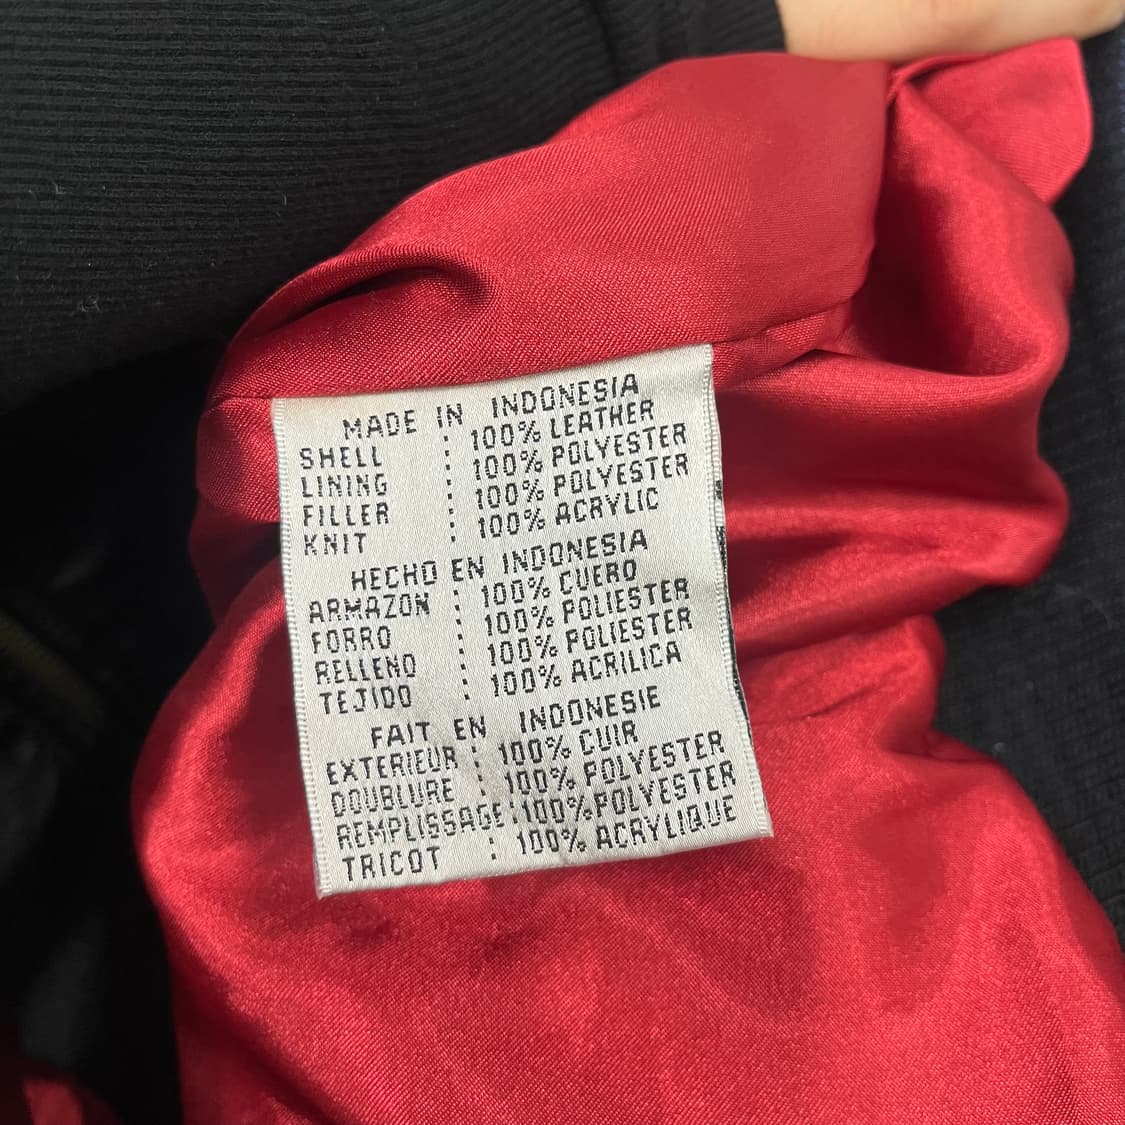 MADE IN INDONESIA
SHELL : 100% LEATHER
LINING : 100% POLYESTER
FILLER : 100% POLYESTER
KNIT : 100% ACRYLIC
HECHO EN INDONESIA
ARMAZON : 100% CUERO
FORRO : 100% POLIESTER
RELLENO : 100% POLIESTER
TEJIDO : 100% ACRILICA
FAIT EN INDONESIE
EXTERIEUR : 100% CUIR
DOUBLURE : 100% POLYESTER
REMPLISSAGE : 100% POLYESTER
TRICOT : 100% ACRYLIQUE